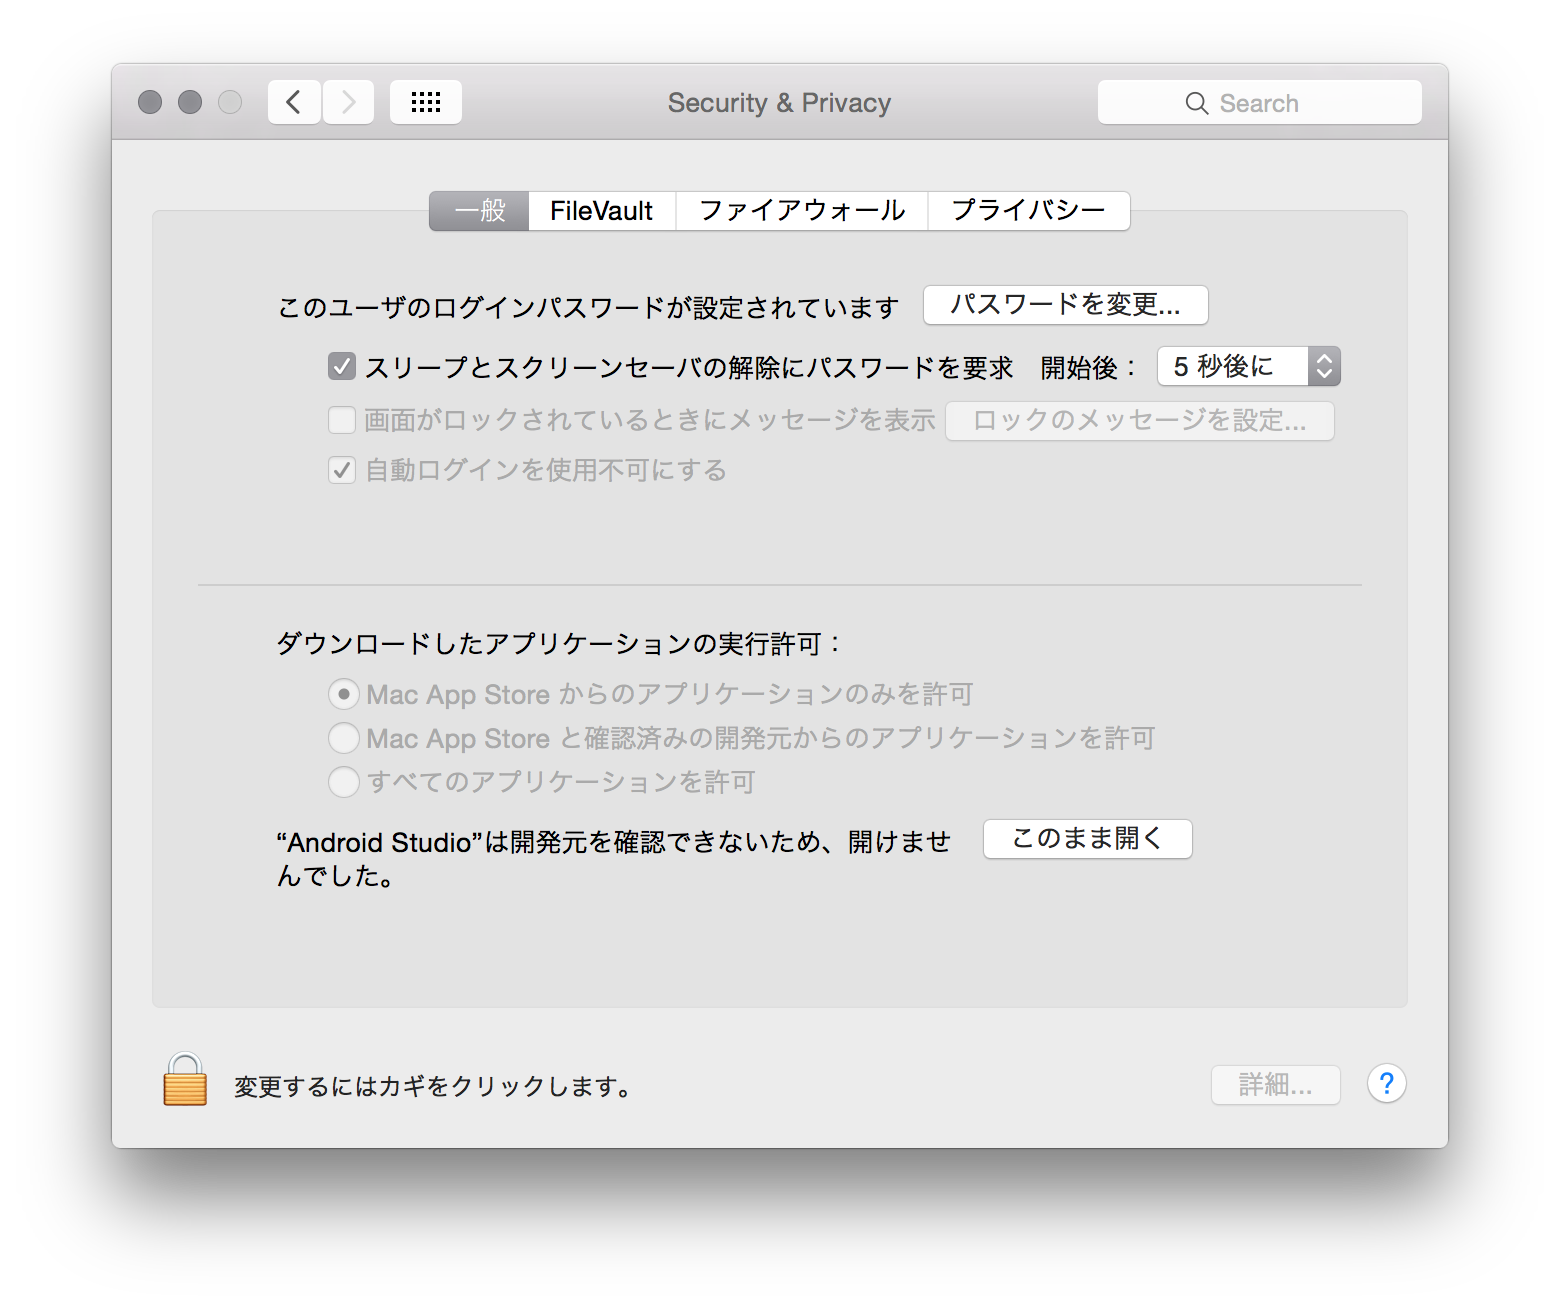 Security & Privacy
Search
一般
FileVault
ファイアウォール
プライバシー
このユーザのログインパスワードが設定されています
パスワードを変更...
スリープとスクリーンセーバの解除にパスワードを要求 開始後：
5 秒後に
画面がロックされているときにメッセージを表示
ロックのメッセージを設定...
自動ログインを使用不可にする
ダウンロードしたアプリケーションの実行許可：
Mac App Store からのアプリケーションのみを許可
Mac App Store と確認済みの開発元からのアプリケーションを許可
すべてのアプリケーションを許可
“Android Studio”は開発元を確認できないため、開けませ
んでした。
このまま開く
変更するにはカギをクリックします。
詳細...
?